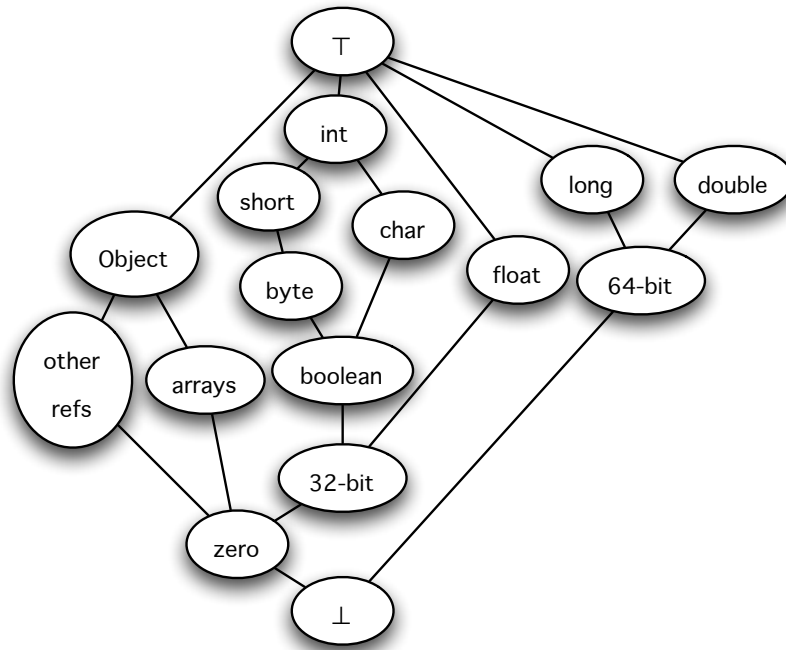 ⊤
int
short
long
double
char
Object
byte
float
64-bit
other
refs
arrays
boolean
32-bit
zero
⊥